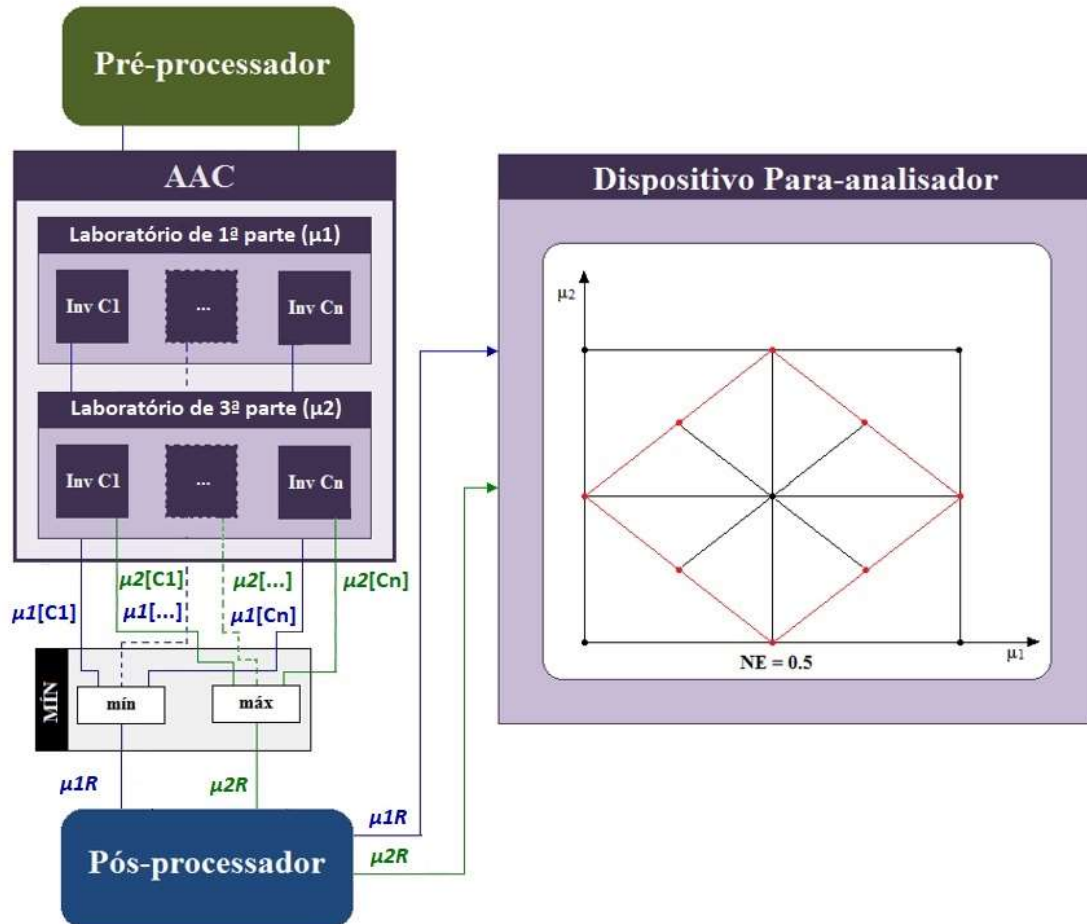 Pré-processador
AAC
Laboratório de 1ª parte (μ1)
Inv C1
...
Inv Cn
Laboratório de 3ª parte (μ2)
Inv C1
...
Inv Cn
μ2[C1]
μ2[...]
μ2[Cn]
μ1[C1]
μ1[...]
μ1[Cn]
MÍN
mín
máx
μ1R
μ2R
Pós-processador
μ1R
μ2R
Dispositivo Para-analisador
μ2
μ1
NE = 0.5